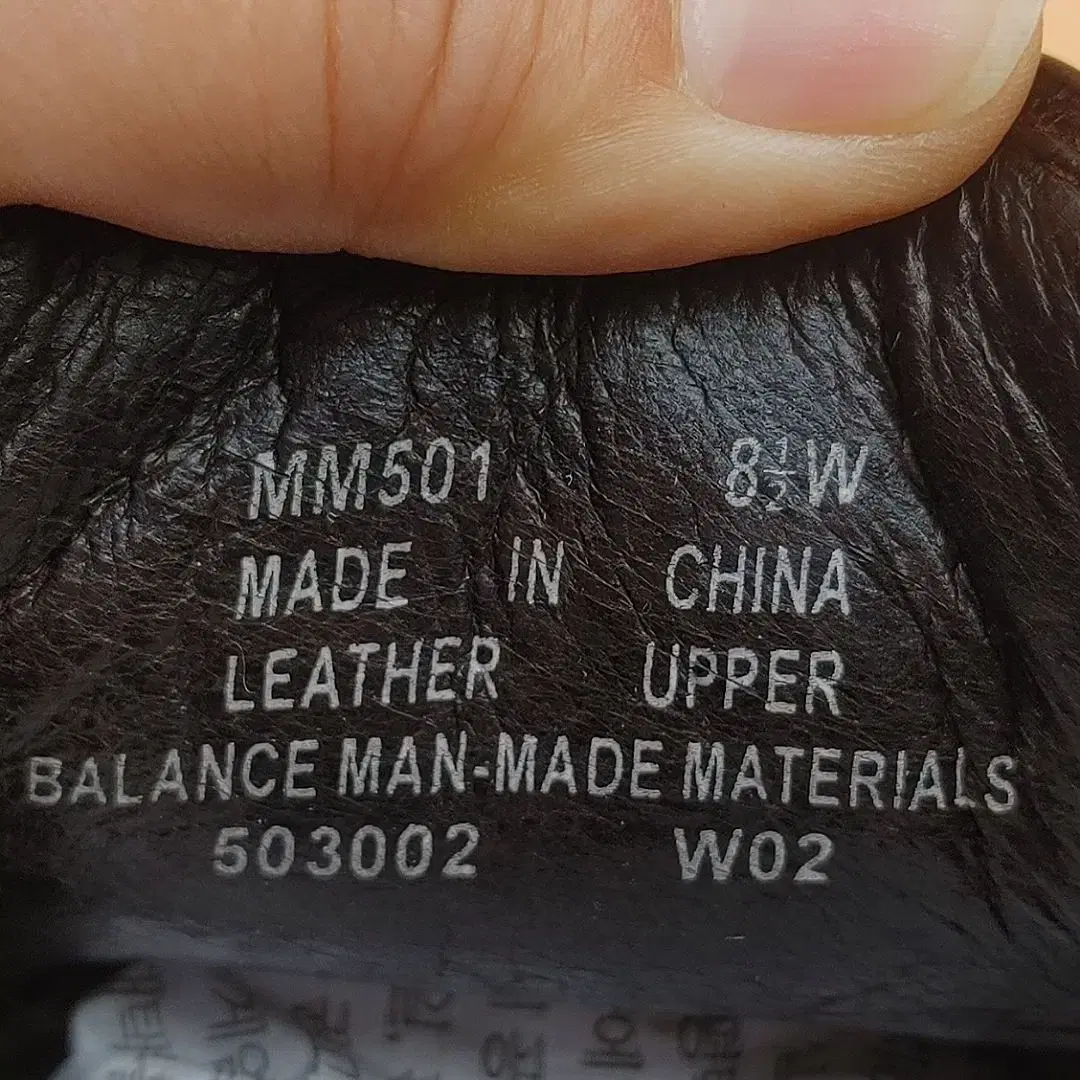 MM501 8½W
MADE IN CHINA
LEATHER UPPER
BALANCE MAN-MADE MATERIALS
503002 W02